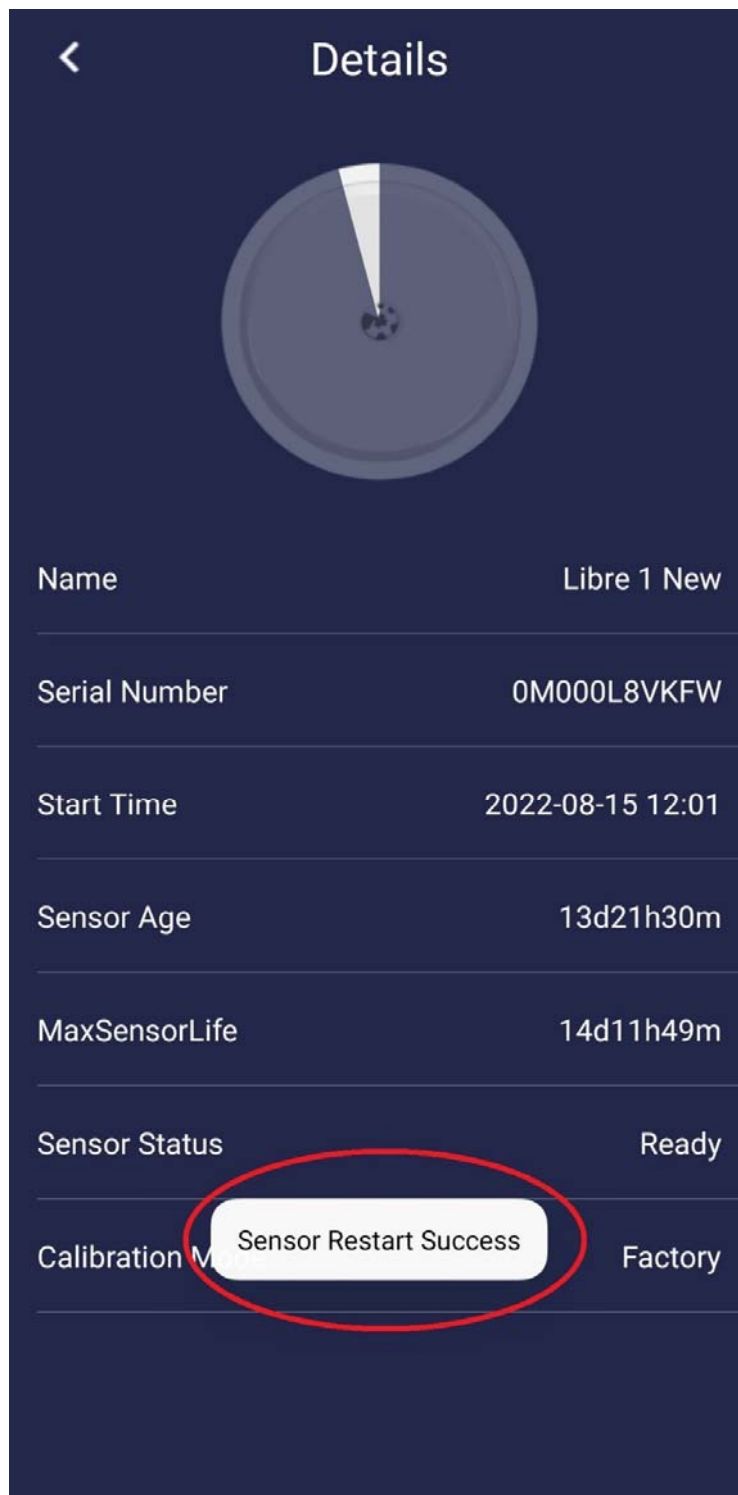 Details
Name Libre 1 New
Serial Number 0M000L8VKFW
Start Time 2022-08-15 12:01
Sensor Age 13d21h30m
MaxSensorLife 14d11h49m
Sensor Status Ready
Sensor Restart Success
Calibration Factory